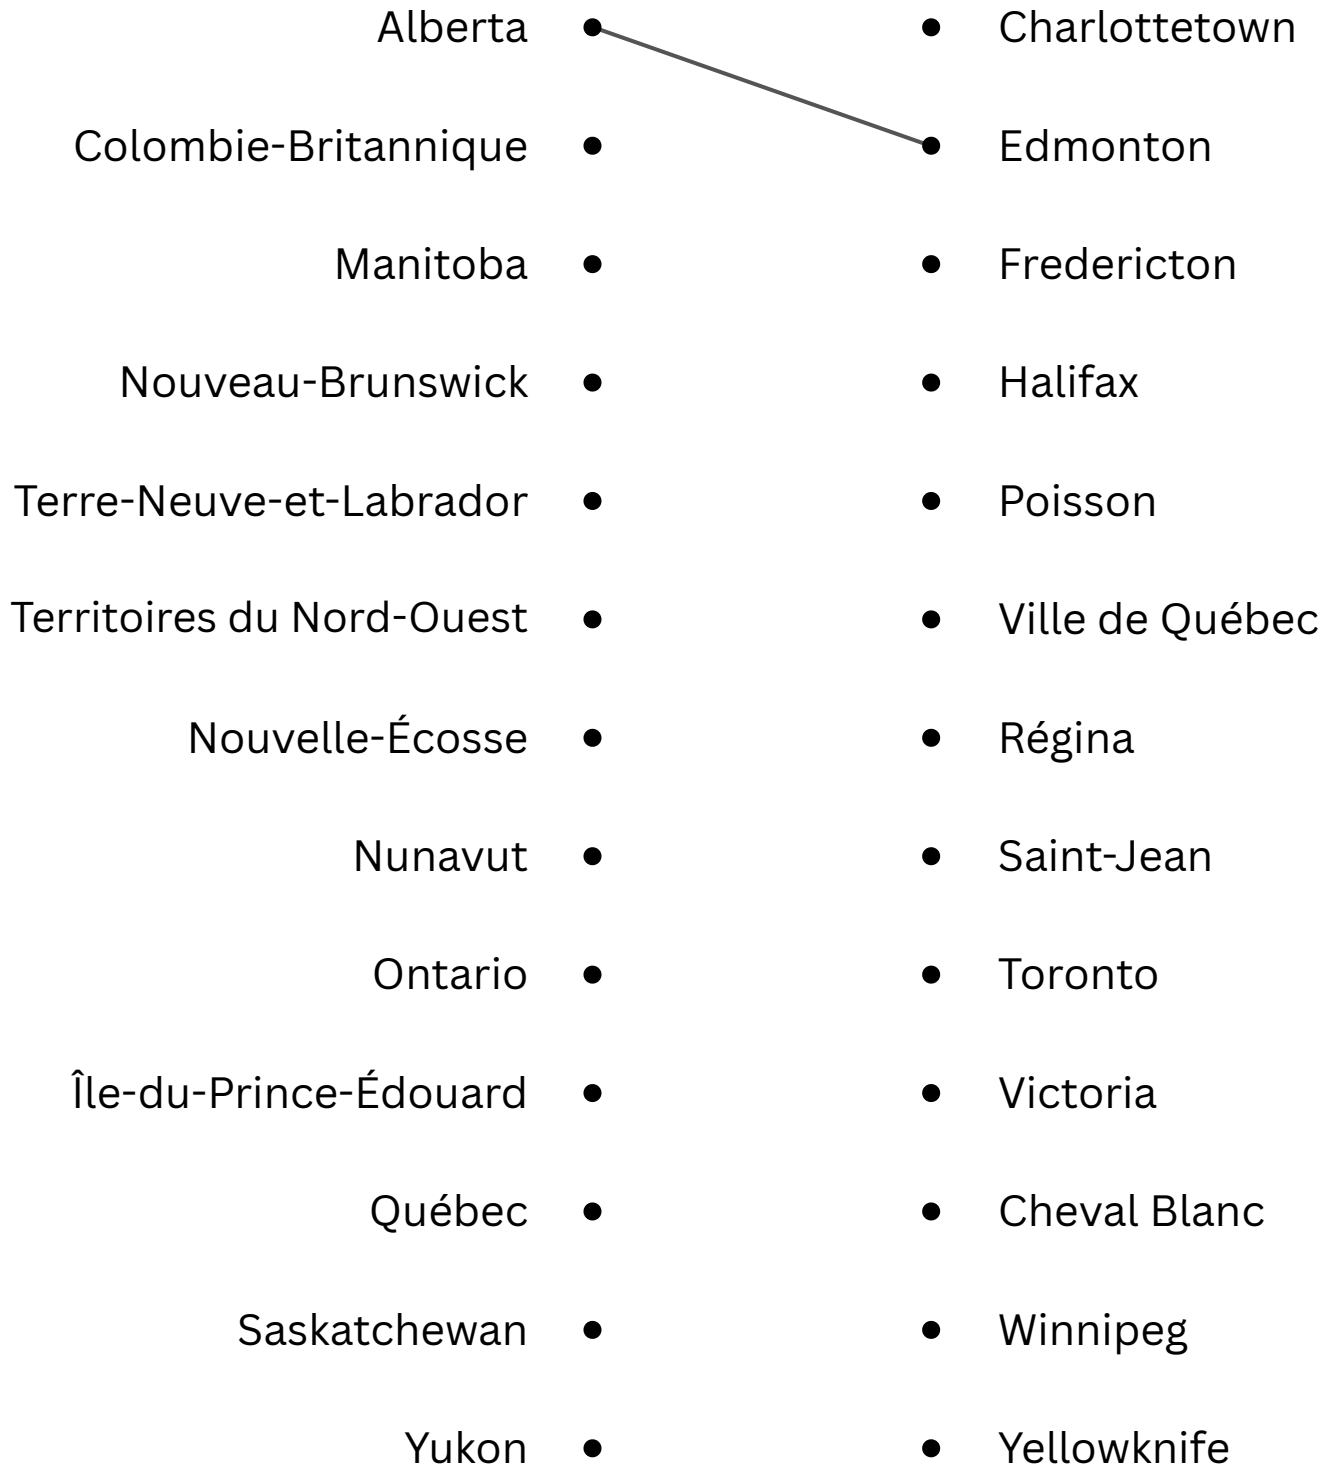 Alberta
Charlottetown
Colombie-Britannique
Edmonton
Manitoba
Fredericton
Nouveau-Brunswick
Halifax
Terre-Neuve-et-Labrador
Poisson
Territoires du Nord-Ouest
Ville de Québec
Nouvelle-Écosse
Régina
Nunavut
Saint-Jean
Ontario
Toronto
Île-du-Prince-Édouard
Victoria
Québec
Cheval Blanc
Saskatchewan
Winnipeg
Yukon
Yellowknife